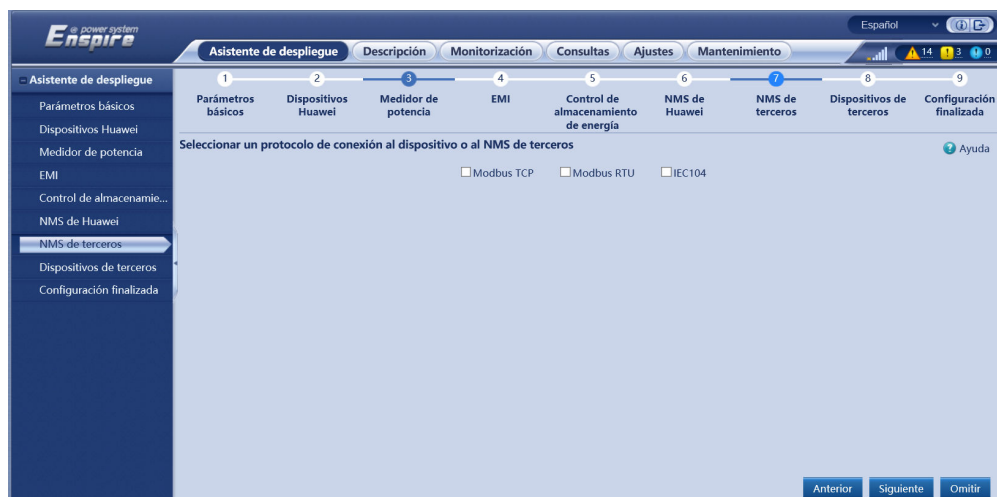 Español
e power system
Enspire
Asistente de despliegue Descripción Monitorización Consultas Ajustes Mantenimiento
14 3 0
Asistente de despliegue
Parámetros básicos
Dispositivos Huawei
Medidor de potencia
EMI
Control de almacenamie...
NMS de Huawei
NMS de terceros
Dispositivos de terceros
Configuración finalizada
1 2 3 4 5 6 7 8 9
Parámetros básicos
Dispositivos Huawei
Medidor de potencia
EMI
Control de almacenamiento de energía
NMS de Huawei
NMS de terceros
Dispositivos de terceros
Configuración finalizada
Seleccionar un protocolo de conexión al dispositivo o al NMS de terceros
Ayuda
Modbus TCP Modbus RTU IEC104
Anterior Siguiente Omitir